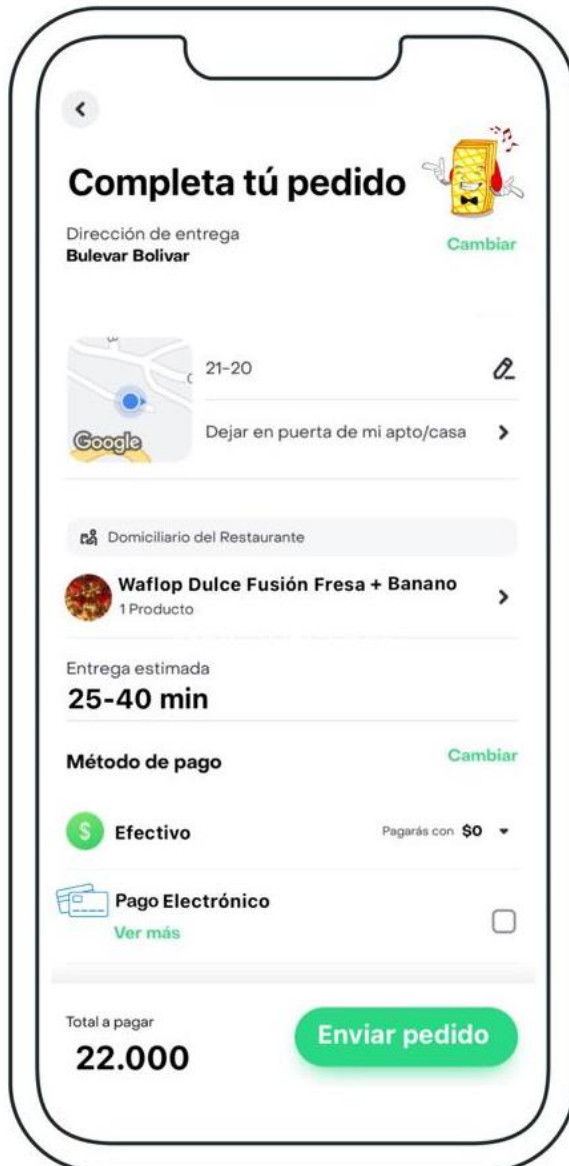 Completa tú pedido
Dirección de entrega
Bulevar Bolivar
Cambiar
21-20
Dejar en puerta de mi apto/casa
Google
Domiciliario del Restaurante
Waflop Dulce Fusión Fresa + Banano
1 Producto
Entrega estimada
25-40 min
Método de pago
Cambiar
$ Efectivo
Pagarás con $0
Pago Electrónico
Ver más
Total a pagar
22.000
Enviar pedido